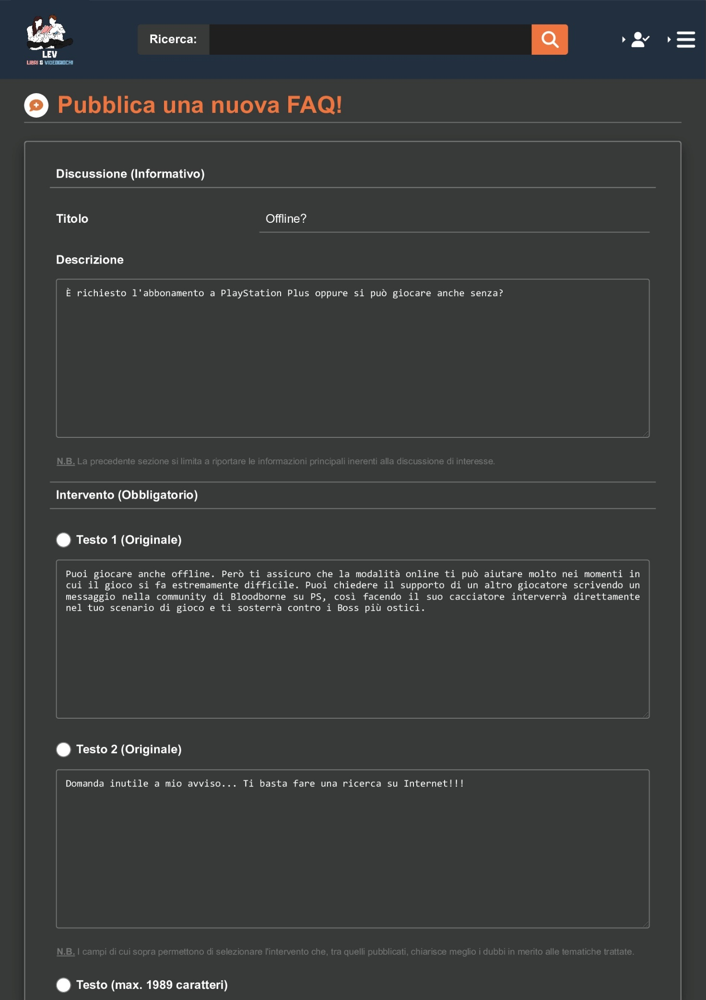 LEV
LIBRI & VIDEOGIOCHI
Ricerca:
Pubblica una nuova FAQ!
Discussione (Informativo)
Titolo
Offline?
Descrizione
È richiesto l'abbonamento a PlayStation Plus oppure si può giocare anche senza?
N.B. La precedente sezione si limita a riportare le informazioni principali inerenti alla discussione di interesse.
Intervento (Obbligatorio)
Testo 1 (Originale)
Puoi giocare anche offline. Però ti assicuro che la modalità online ti può aiutare molto nei momenti in
cui il gioco si fa estremamente difficile. Puoi chiedere il supporto di un altro giocatore scrivendo un
messaggio nella community di Bloodborne su PS, così facendo il suo cacciatore interverrà direttamente
nel tuo scenario di gioco e ti sosterrà contro i Boss più ostici.
Testo 2 (Originale)
Domanda inutile a mio avviso... Ti basta fare una ricerca su Internet!!!
N.B. I campi di cui sopra permettono di selezionare l'intervento che, tra quelli pubblicati, chiarisce meglio i dubbi in merito alle tematiche trattate.
Testo (max. 1989 caratteri)